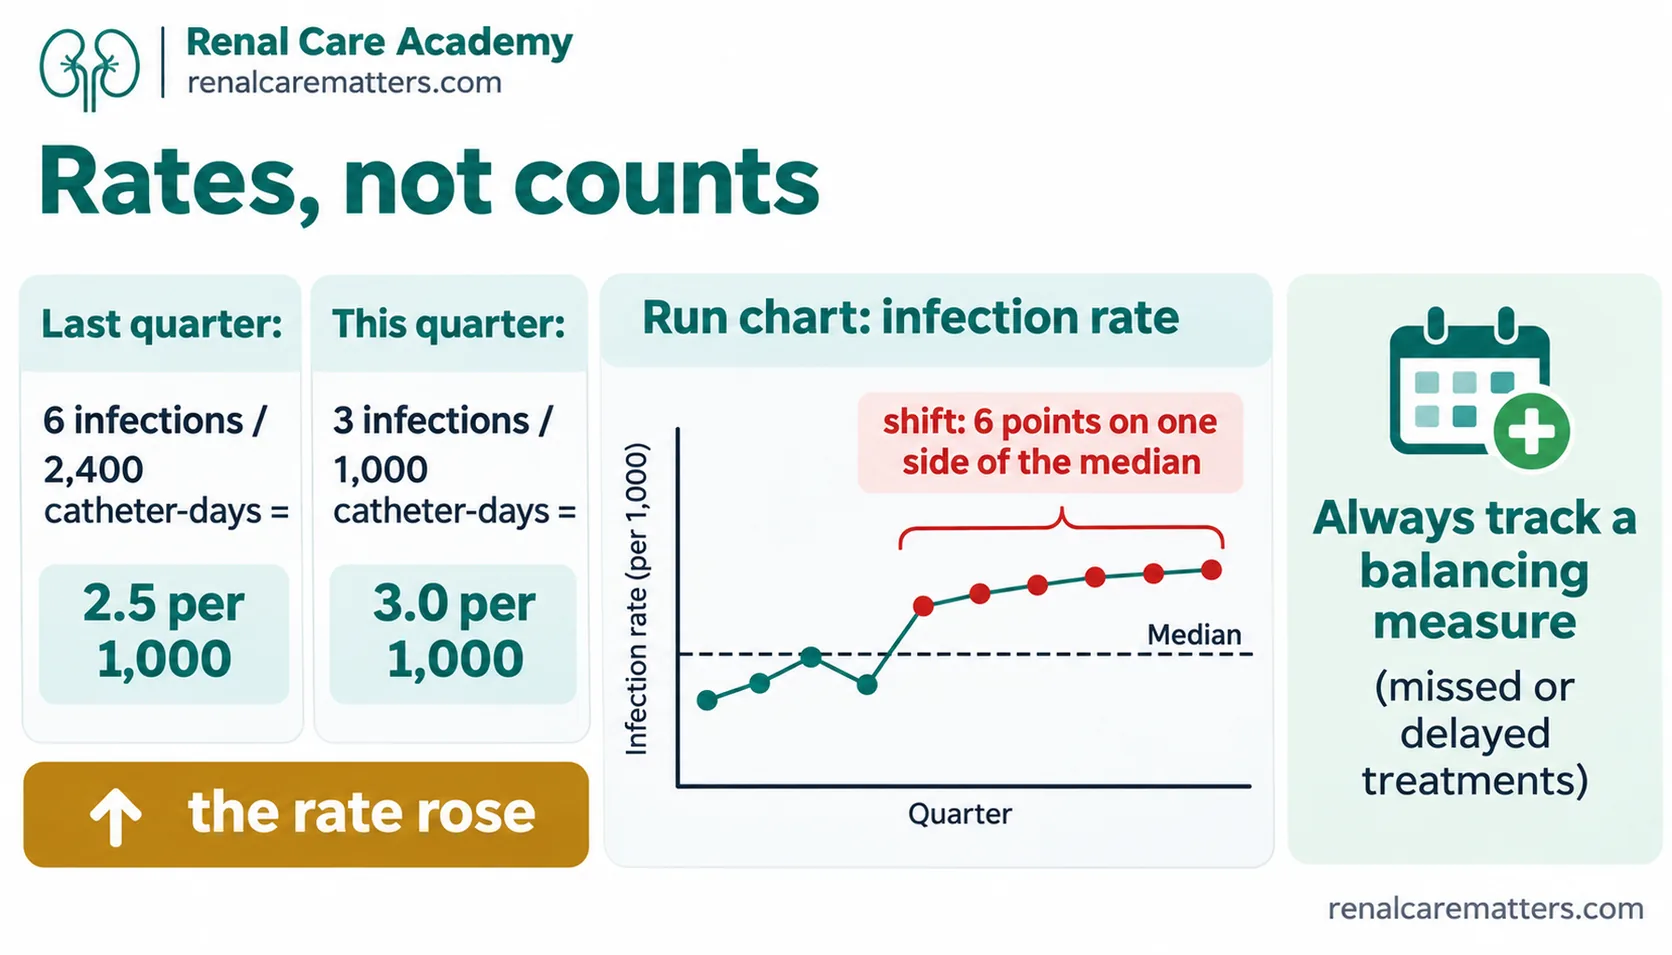 Renal Care Academy
renalcarematters.com
Rates, not counts
Last quarter:
6 infections /
2,400
catheter-days =
2.5 per
1,000
This quarter:
3 infections /
1,000
catheter-days =
3.0 per
1,000
the rate rose
Run chart: infection rate
shift: 6 points on one
side of the median
Infection rate (per 1,000)
Median
Quarter
Always track a
balancing
measure
(missed or
delayed
treatments)
renalcarematters.com